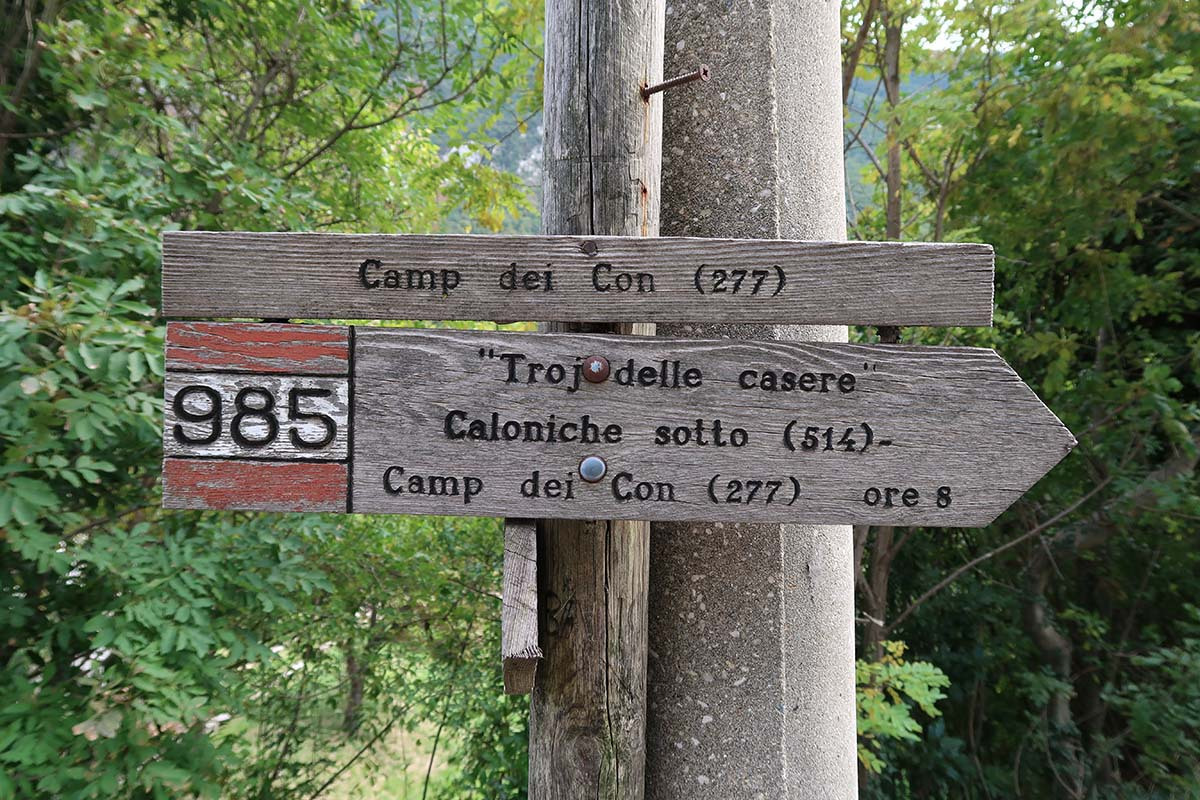 Camp dei Con (277)
985
"Troj delle casere"
Caloniche sotto (514)-
Camp dei Con (277) ore 8